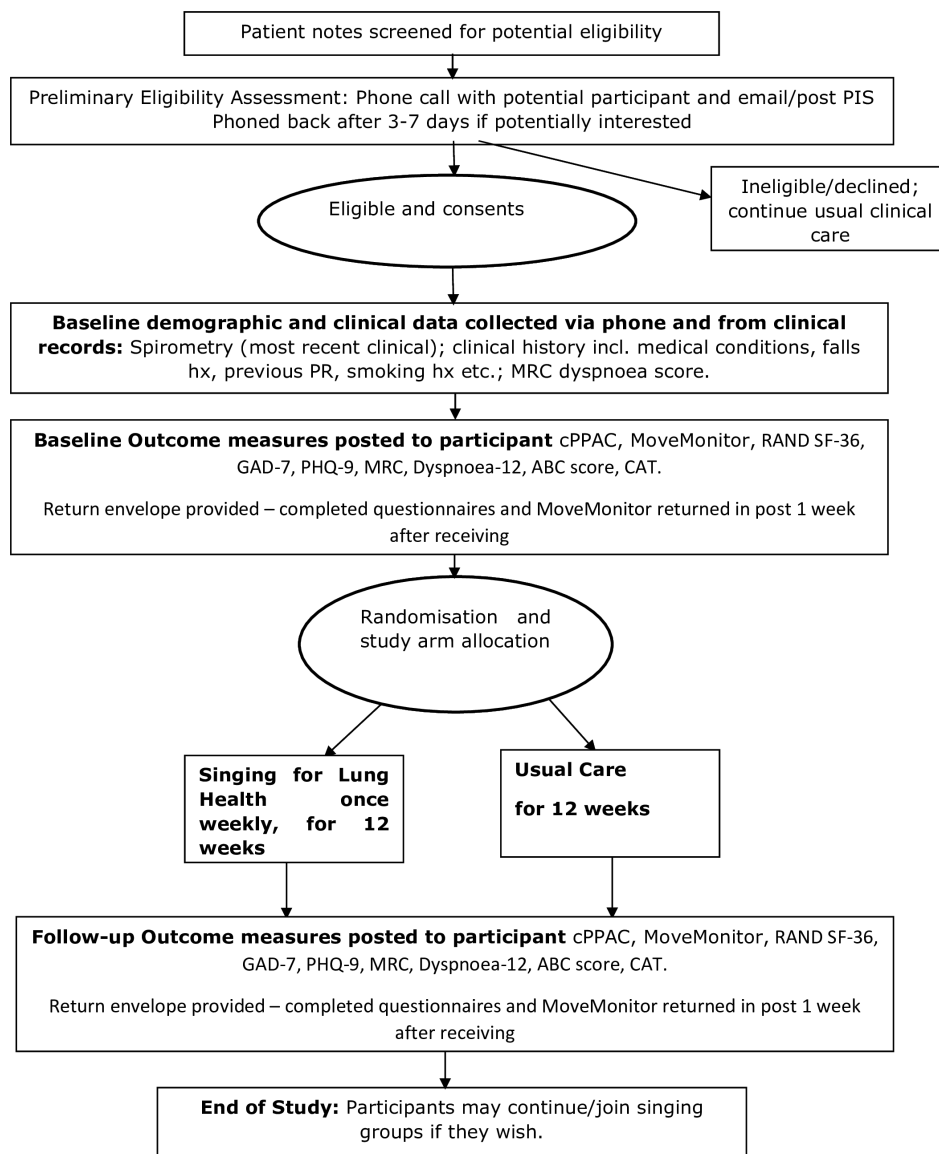 Patient notes screened for potential eligibility
Preliminary Eligibility Assessment: Phone call with potential participant and email/post PIS
Phoned back after 3-7 days if potentially interested
Ineligible/declined;
continue usual clinical
care
Eligible and consents
Baseline demographic and clinical data collected via phone and from clinical
records: Spirometry (most recent clinical); clinical history incl. medical conditions, falls
hx, previous PR, smoking hx etc.; MRC dyspnoea score.
Baseline Outcome measures posted to participant cPPAC, MoveMonitor, RAND SF-36,
GAD-7, PHQ-9, MRC, Dyspnoea-12, ABC score, CAT.
Return envelope provided – completed questionnaires and MoveMonitor returned in post 1 week
after receiving
Randomisation and
study arm allocation
Singing for Lung
Health once
weekly, for 12
weeks
Usual Care
for 12 weeks
Follow-up Outcome measures posted to participant cPPAC, MoveMonitor, RAND SF-36,
GAD-7, PHQ-9, MRC, Dyspnoea-12, ABC score, CAT.
Return envelope provided – completed questionnaires and MoveMonitor returned in post 1 week
after receiving
End of Study: Participants may continue/join singing
groups if they wish.